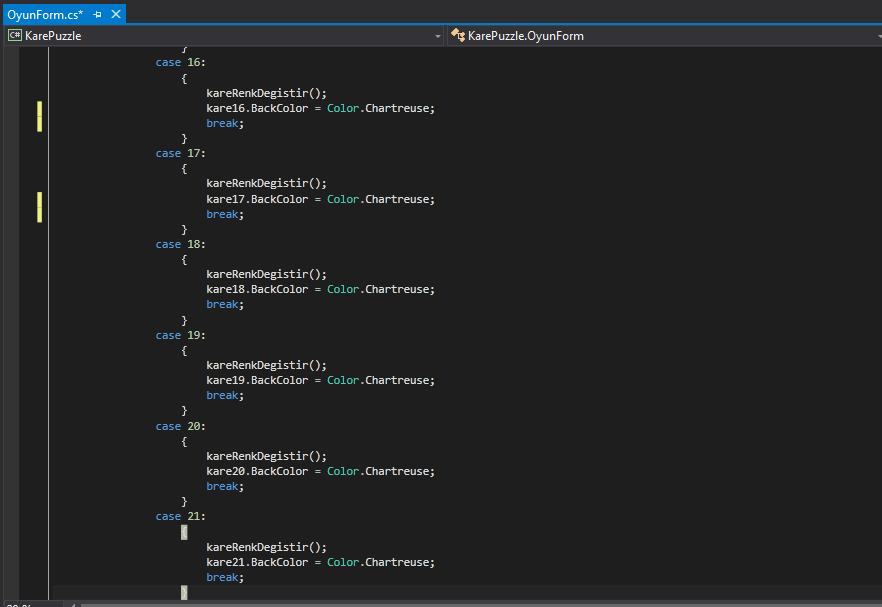 OyunForm.cs*
KarePuzzle KarePuzzle.OyunForm
}
case 16:
{
kareRenkDegistir();
kare16.BackColor = Color.Chartreuse;
break;
}
case 17:
{
kareRenkDegistir();
kare17.BackColor = Color.Chartreuse;
break;
}
case 18:
{
kareRenkDegistir();
kare18.BackColor = Color.Chartreuse;
break;
}
case 19:
{
kareRenkDegistir();
kare19.BackColor = Color.Chartreuse;
break;
}
case 20:
{
kareRenkDegistir();
kare20.BackColor = Color.Chartreuse;
break;
}
case 21:
{
kareRenkDegistir();
kare21.BackColor = Color.Chartreuse;
break;
}